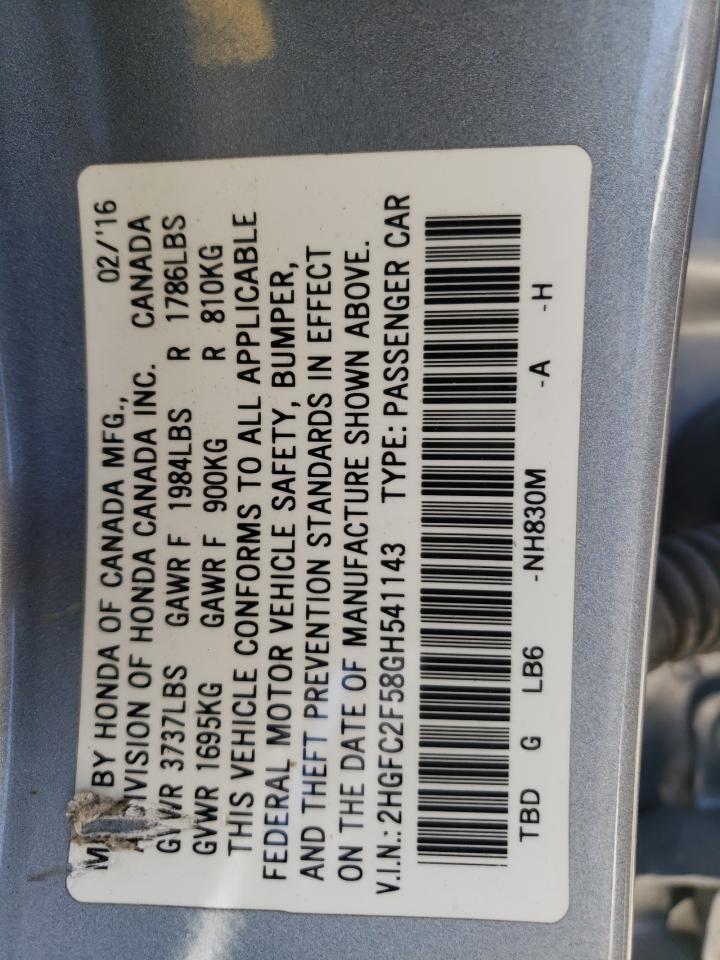 BY HONDA OF CANADA MFG., 02/'16
DIVISION OF HONDA CANADA INC. CANADA
GVWR 3737LBS GAWR F 1984LBS R 1786LBS
GVWR 1695KG GAWR F 900KG R 810KG
THIS VEHICLE CONFORMS TO ALL APPLICABLE
FEDERAL MOTOR VEHICLE SAFETY, BUMPER,
AND THEFT PREVENTION STANDARDS IN EFFECT
ON THE DATE OF MANUFACTURE SHOWN ABOVE.
V.I.N.: 2HGFC2F58GH541143 TYPE: PASSENGER CAR
TBD G LB6 -NH830M -A -H